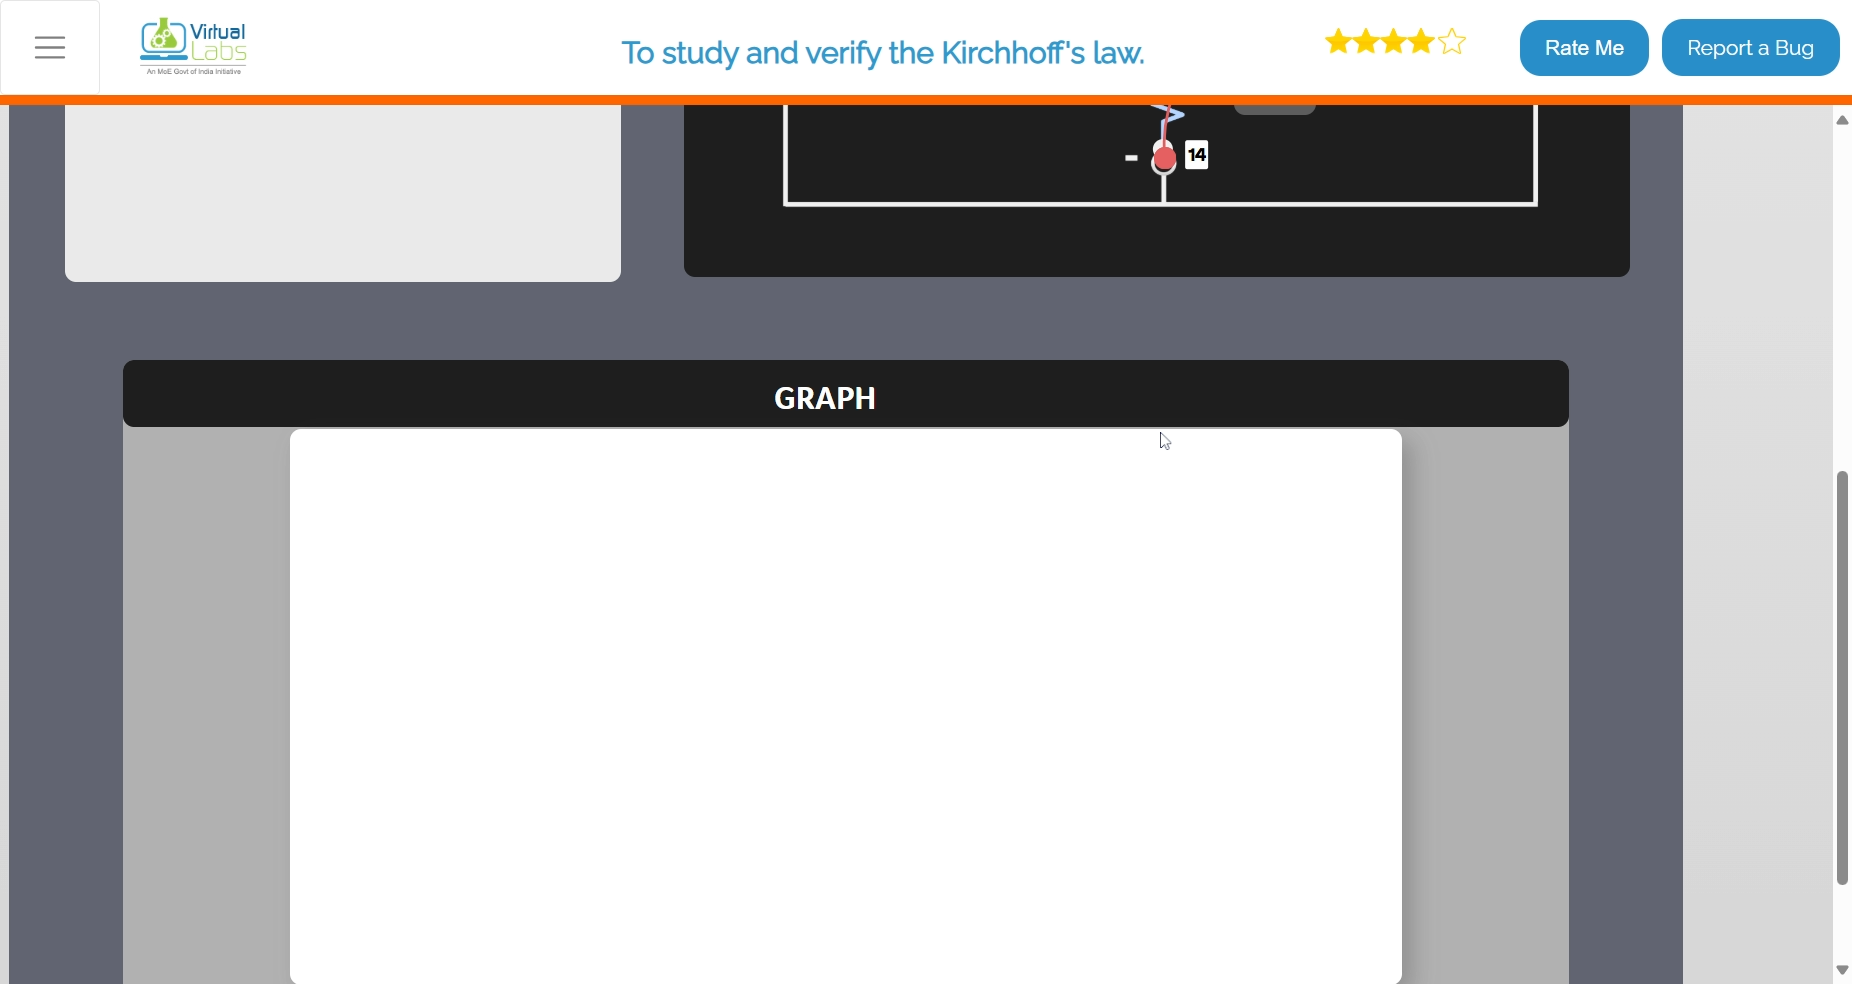 Virtual
Labs
An MoE Govt of India Initiative
To study and verify the Kirchhoff's law.
Rate Me
Report a Bug
-
14
GRAPH